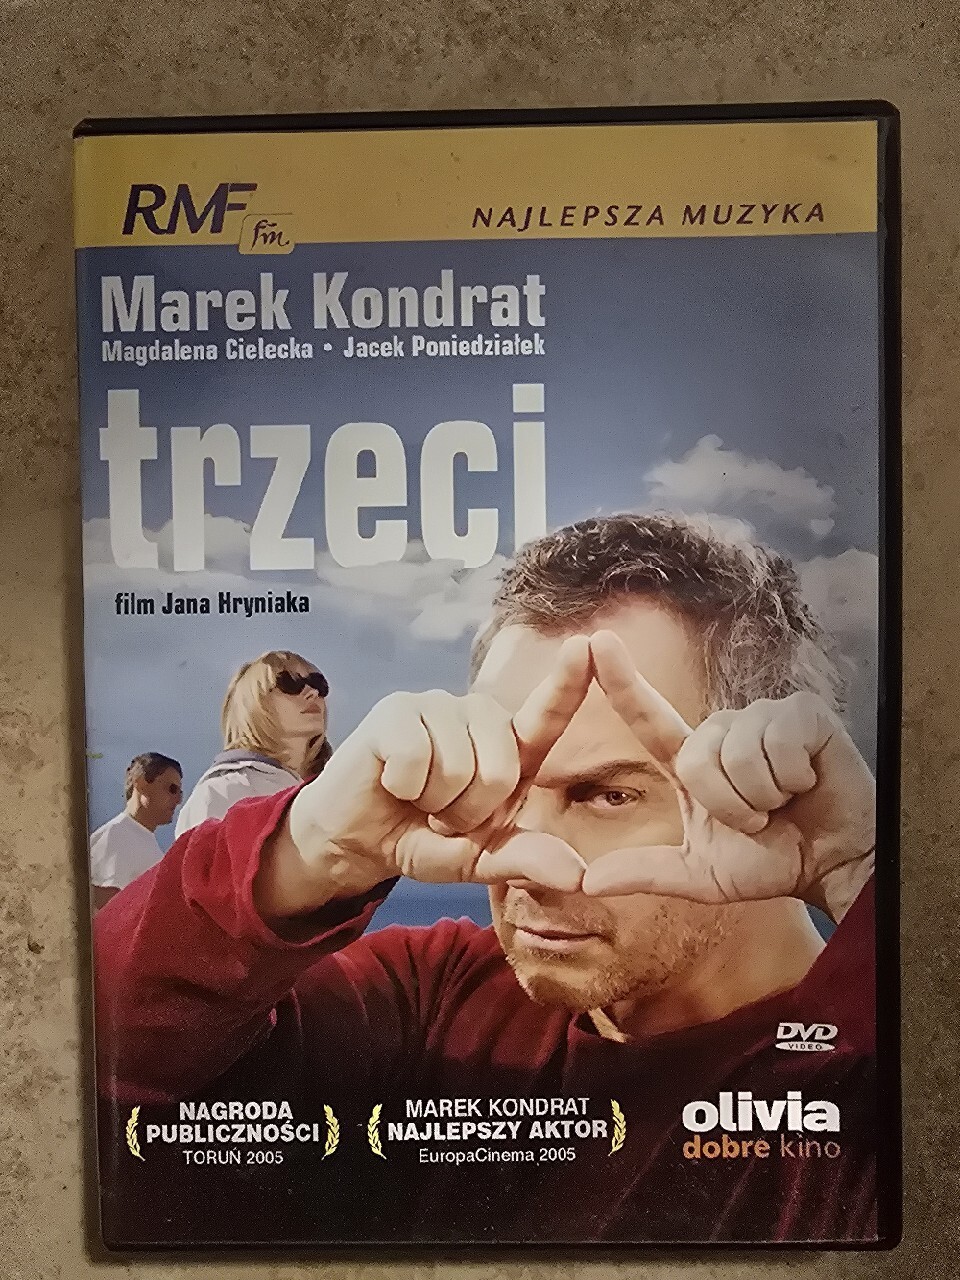 RMF fm
NAJLEPSZA MUZYKA
Marek Kondrat
Magdalena Cielecka • Jacek Poniedziałek
trzeci
film Jana Hryniaka
DVD
VIDEO
NAGRODA
PUBLICZNOŚCI
TORUŃ 2005
MAREK KONDRAT
NAJLEPSZY AKTOR
EuropaCinema 2005
olivia
dobre kino